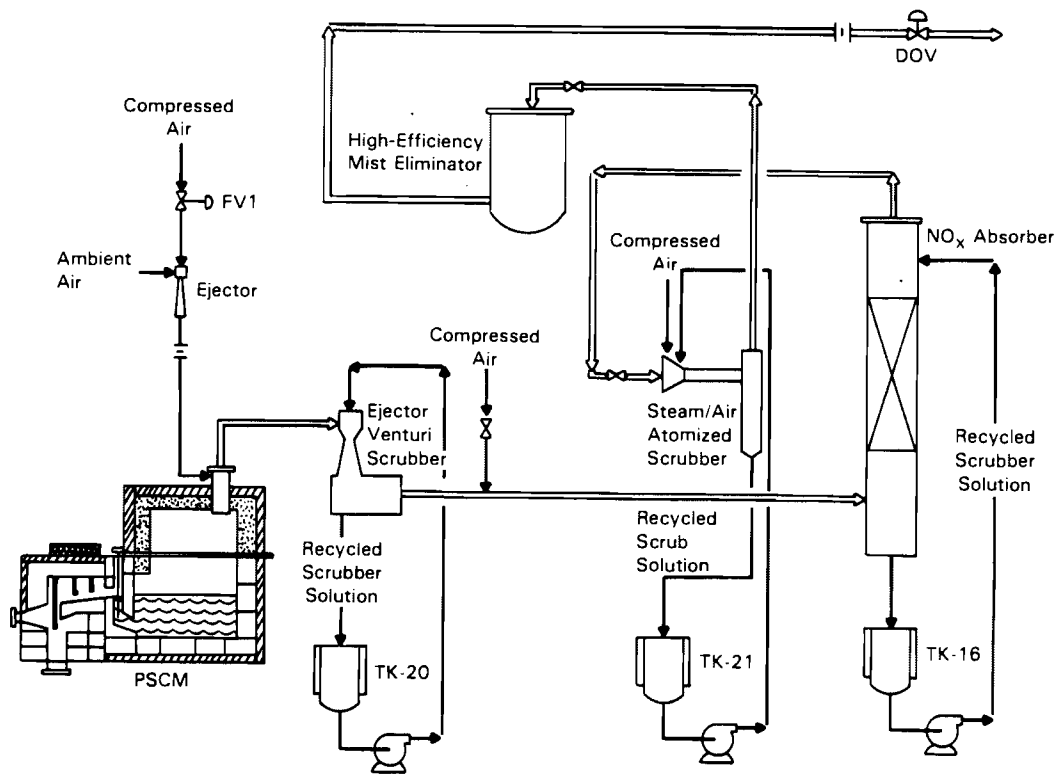 DOV
Compressed
Air
High-Efficiency
Mist Eliminator
FV1
NOx Absorber
Ambient
Air
Ejector
Compressed
Air
Compressed
Air
Ejector
Venturi
Scrubber
Steam/Air
Atomized
Scrubber
Recycled
Scrubber
Solution
Recycled
Scrubber
Solution
Recycled
Scrub
Solution
TK-20
TK-21
TK-16
PSCM